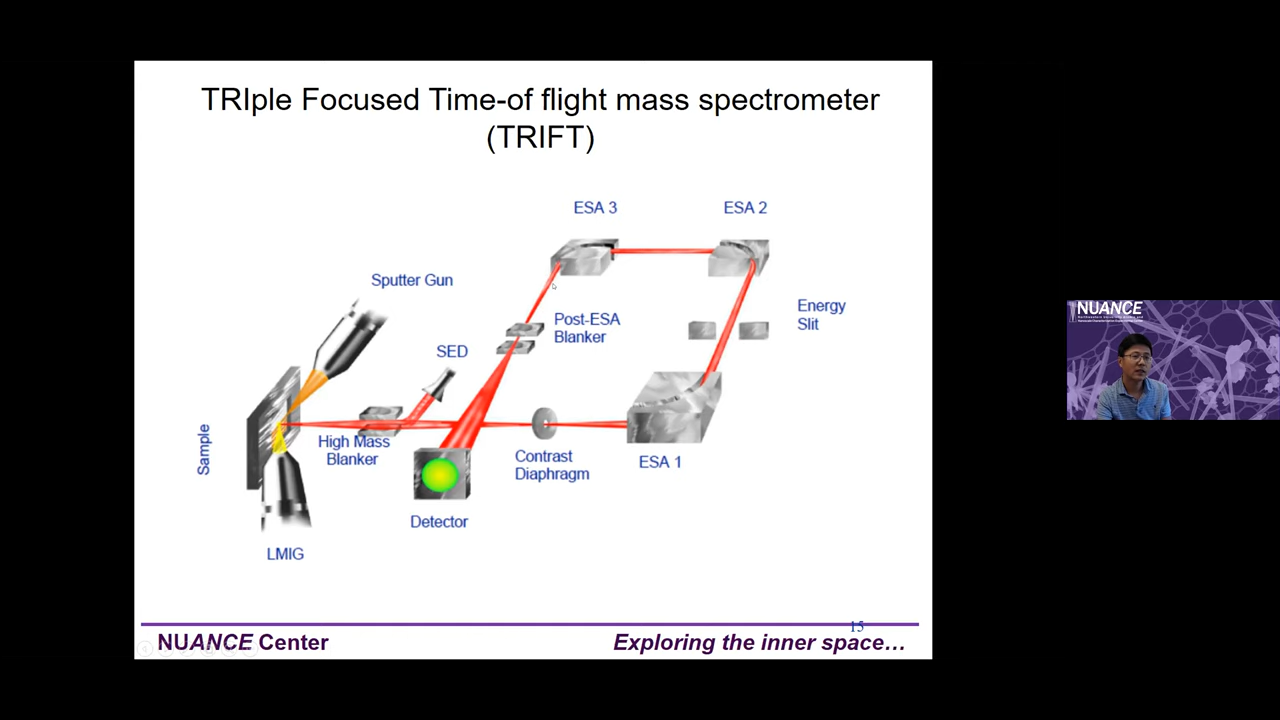 TRIple Focused Time-of flight mass spectrometer
(TRIFT)
ESA 3
ESA 2
Sputter Gun
Energy
Slit
Post-ESA
Blanker
SED
Sample
High Mass
Blanker
Contrast
Diaphragm
ESA 1
Detector
LMIG
15
NUANCE Center
Exploring the inner space…
NUANCE